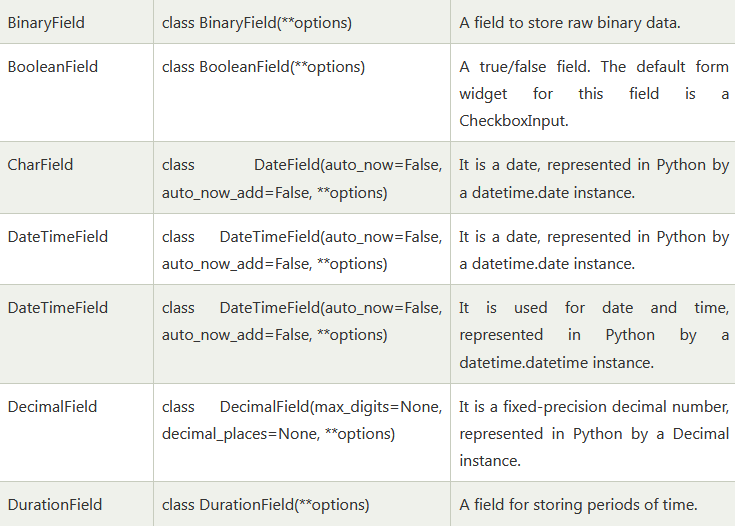 BinaryField class BinaryField(**options) A field to store raw binary data.
BooleanField class BooleanField(**options) A true/false field. The default form
widget for this field is a
CheckboxInput.
CharField class DateField(auto_now=False, It is a date, represented in Python by
auto_now_add=False, **options) a datetime.date instance.
DateTimeField class DateTimeField(auto_now=False, It is a date, represented in Python by
auto_now_add=False, **options) a datetime.date instance.
DateTimeField class DateTimeField(auto_now=False, It is used for date and time,
auto_now_add=False, **options) represented in Python by a
datetime.datetime instance.
DecimalField class DecimalField(max_digits=None, It is a fixed-precision decimal number,
decimal_places=None, **options) represented in Python by a Decimal
instance.
DurationField class DurationField(**options) A field for storing periods of time.